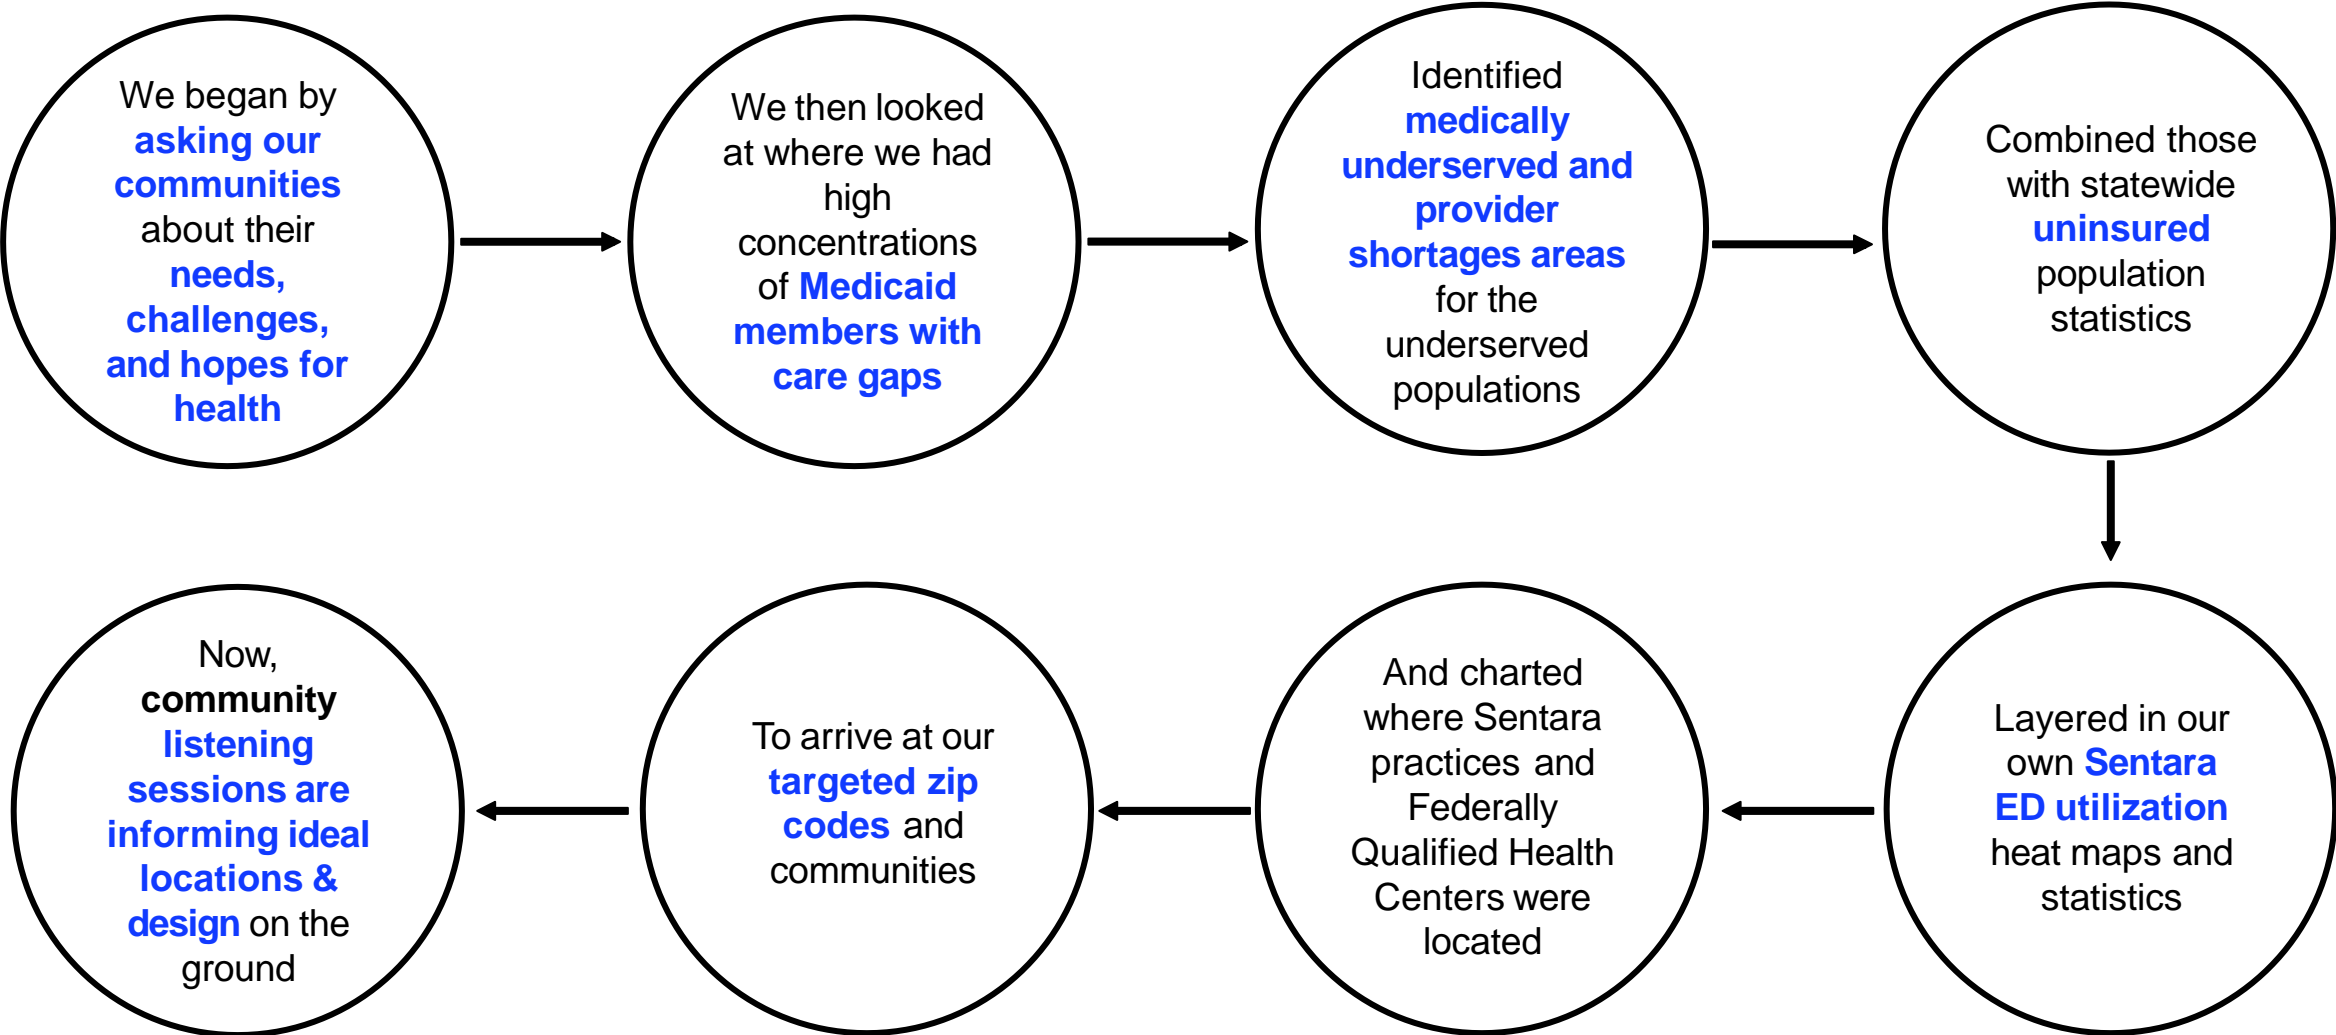 We began by
asking our
communities
about their
needs,
challenges,
and hopes for
health
We then looked
at where we had
high
concentrations
of Medicaid
members with
care gaps
Identified
medically
underserved and
provider
shortages areas
for the
underserved
populations
Combined those
with statewide
uninsured
population
statistics
Layered in our
own Sentara
ED utilization
heat maps and
statistics
And charted
where Sentara
practices and
Federally
Qualified Health
Centers were
located
To arrive at our
targeted zip
codes and
communities
Now,
community
listening
sessions are
informing ideal
locations &
design on the
ground